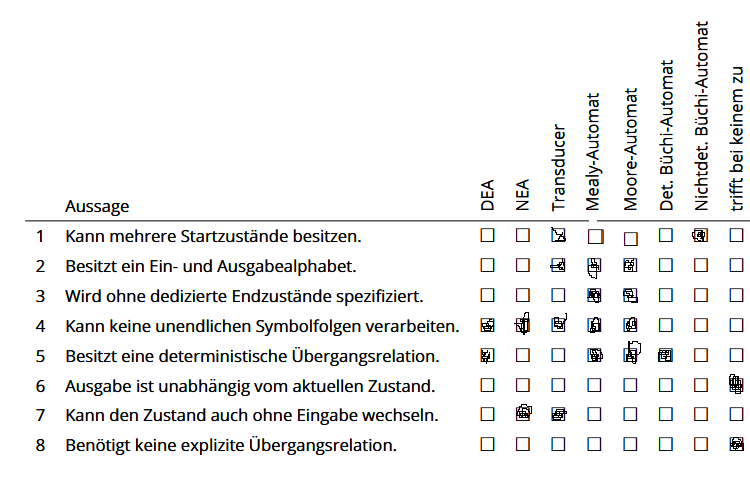 DEA
NEA
Transducer
Mealy-Automat
Moore-Automat
Det. Büchi-Automat
Nichtdet. Büchi-Automat
trifft bei keinem zu
Aussage
1 Kann mehrere Startzustände besitzen.
2 Besitzt ein Ein- und Ausgabealphabet.
3 Wird ohne dedizierte Endzustände spezifiziert.
4 Kann keine unendlichen Symbolfolgen verarbeiten.
5 Besitzt eine deterministische Übergangsrelation.
6 Ausgabe ist unabhängig vom aktuellen Zustand.
7 Kann den Zustand auch ohne Eingabe wechseln.
8 Benötigt keine explizite Übergangsrelation.